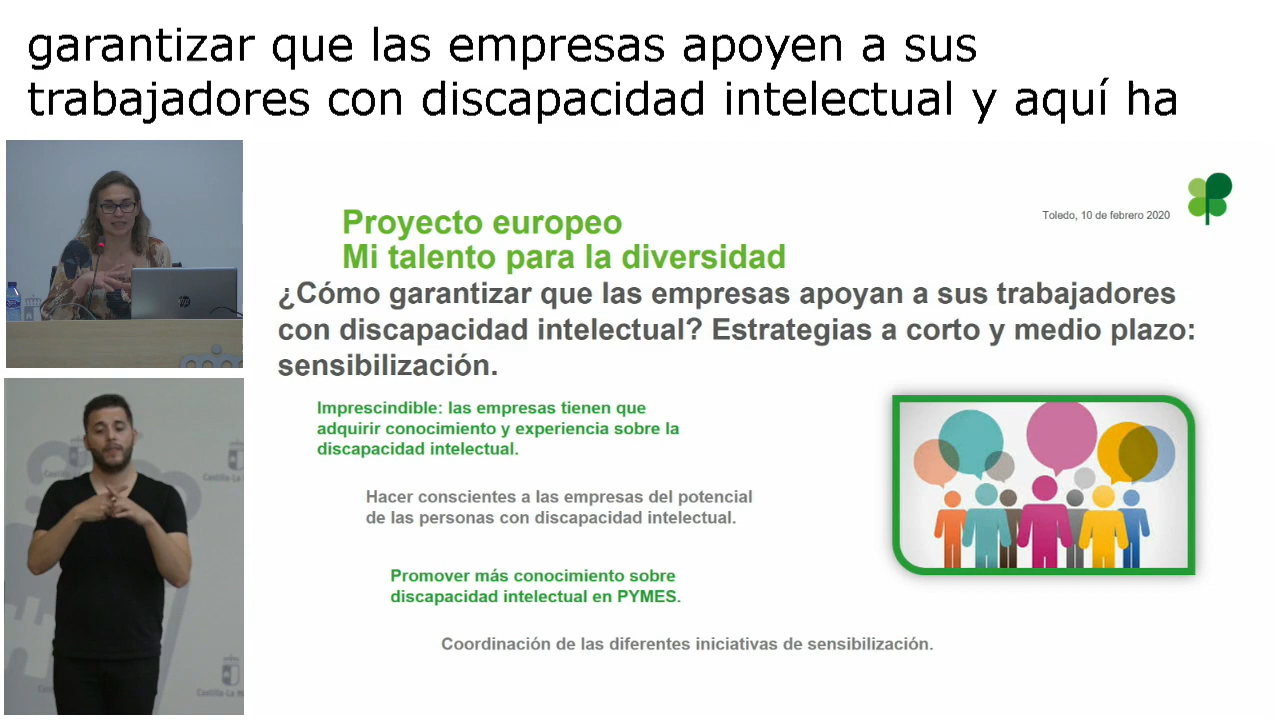 garantizar que las empresas apoyen a sus
trabajadores con discapacidad intelectual y aquí ha
Toledo, 10 de febrero 2020
Proyecto europeo
Mi talento para la diversidad
¿Cómo garantizar que las empresas apoyan a sus trabajadores
con discapacidad intelectual? Estrategias a corto y medio plazo:
sensibilización.
Imprescindible: las empresas tienen que
adquirir conocimiento y experiencia sobre la
discapacidad intelectual.
Hacer conscientes a las empresas del potencial
de las personas con discapacidad intelectual.
Promover más conocimiento sobre
discapacidad intelectual en PYMES.
Coordinación de las diferentes iniciativas de sensibilización.
hp
Castilla-La